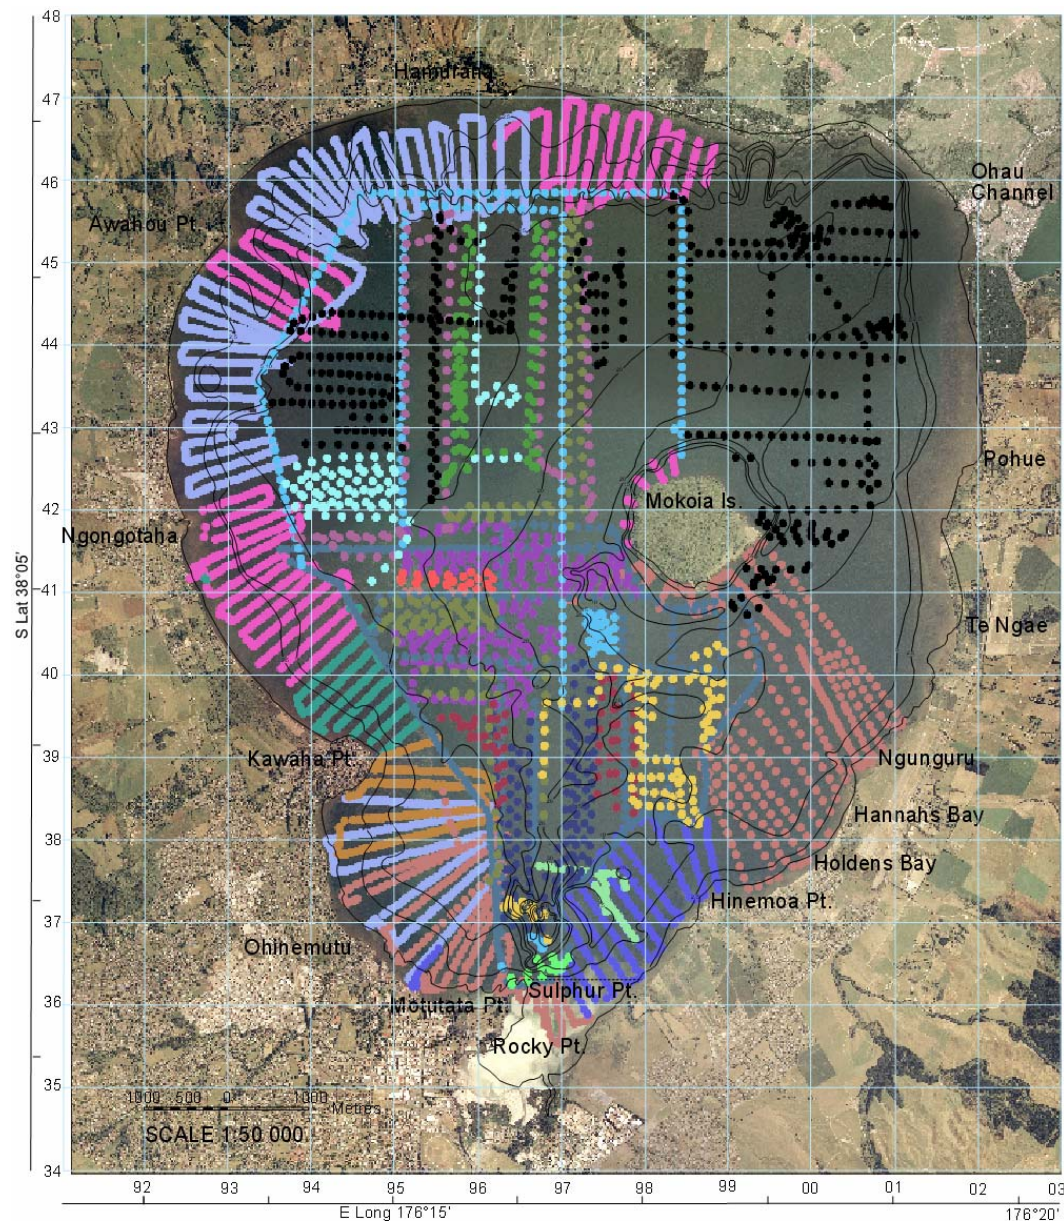 48
47
46
45
44
43
42
41
40
39
38
37
36
35
34
S Lat 38°05'
Hamurana
Ohau
Channel
Awahou Pt.
Pohue
Mokoia Is.
Ngongotaha
Te Ngae
Kawaha Pt.
Ngunguru
Hannahs Bay
Holdens Bay
Hinemoa Pt.
Ohinemutu
Sulphur Pt.
Motutata Pt.
Rocky Pt.
1000 500 0 1000
Metres
SCALE 1:50 000
92 93 94 95 96 97 98 99 00 01 02 03
E Long 176°15' 176°20'